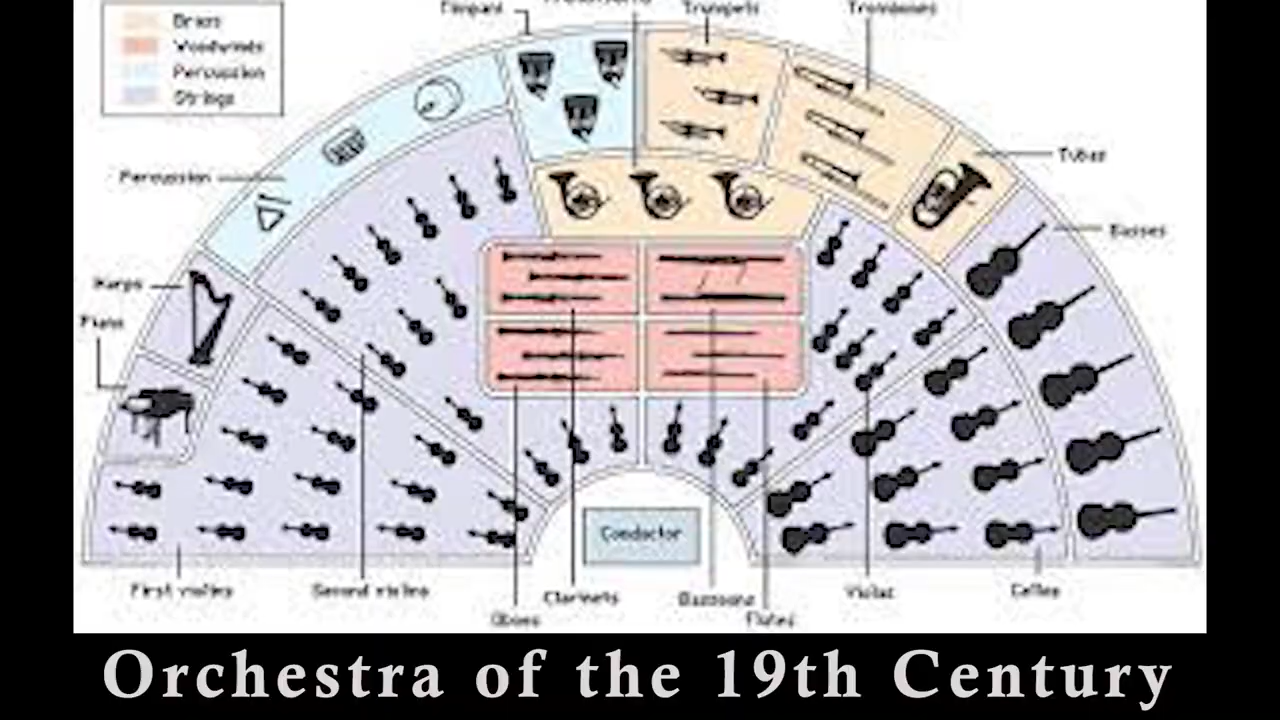 Timpani
Trumpets
Trombones
Brass
Woodwinds
Percussion
Strings
Tubas
Percussion
Basses
Harps
Piano
Conductor
First violins
Second violins
Clarinets
Bassoons
Violas
Cellos
Oboes
Flutes
Orchestra of the 19th Century